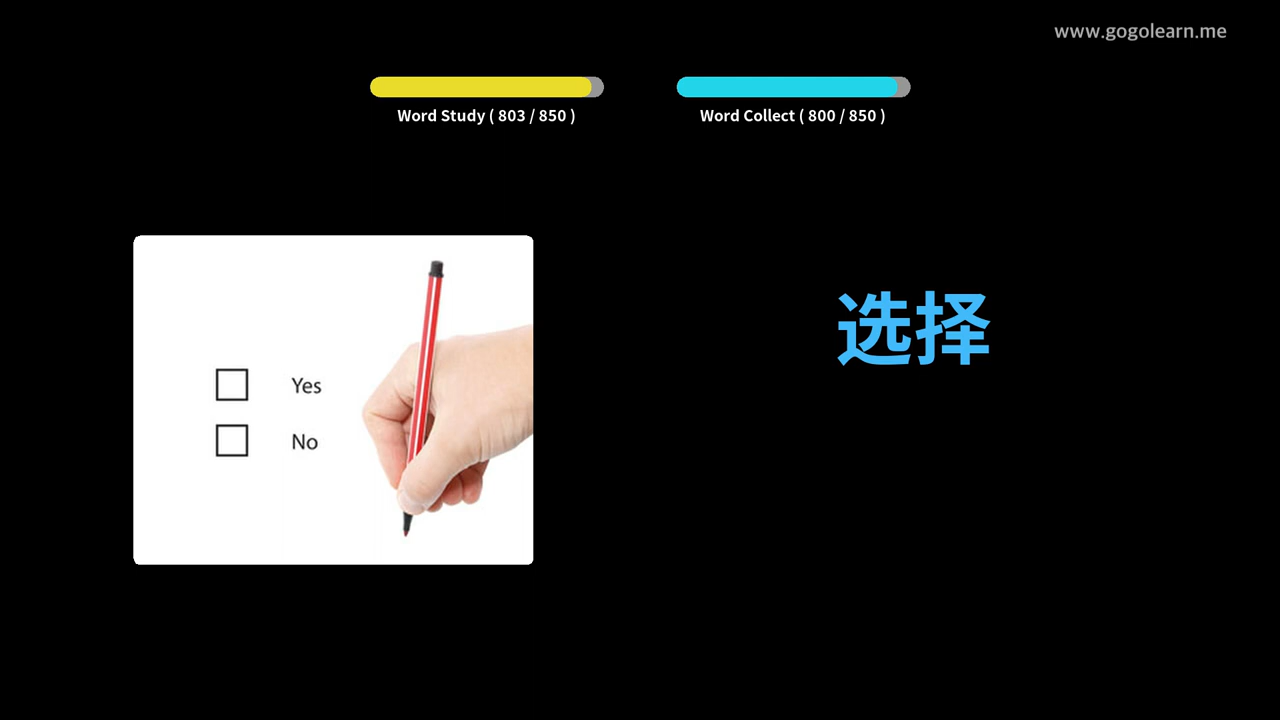 www.gogolearn.me
Word Study ( 803 / 850 )
Word Collect ( 800 / 850 )
Yes
No
选择